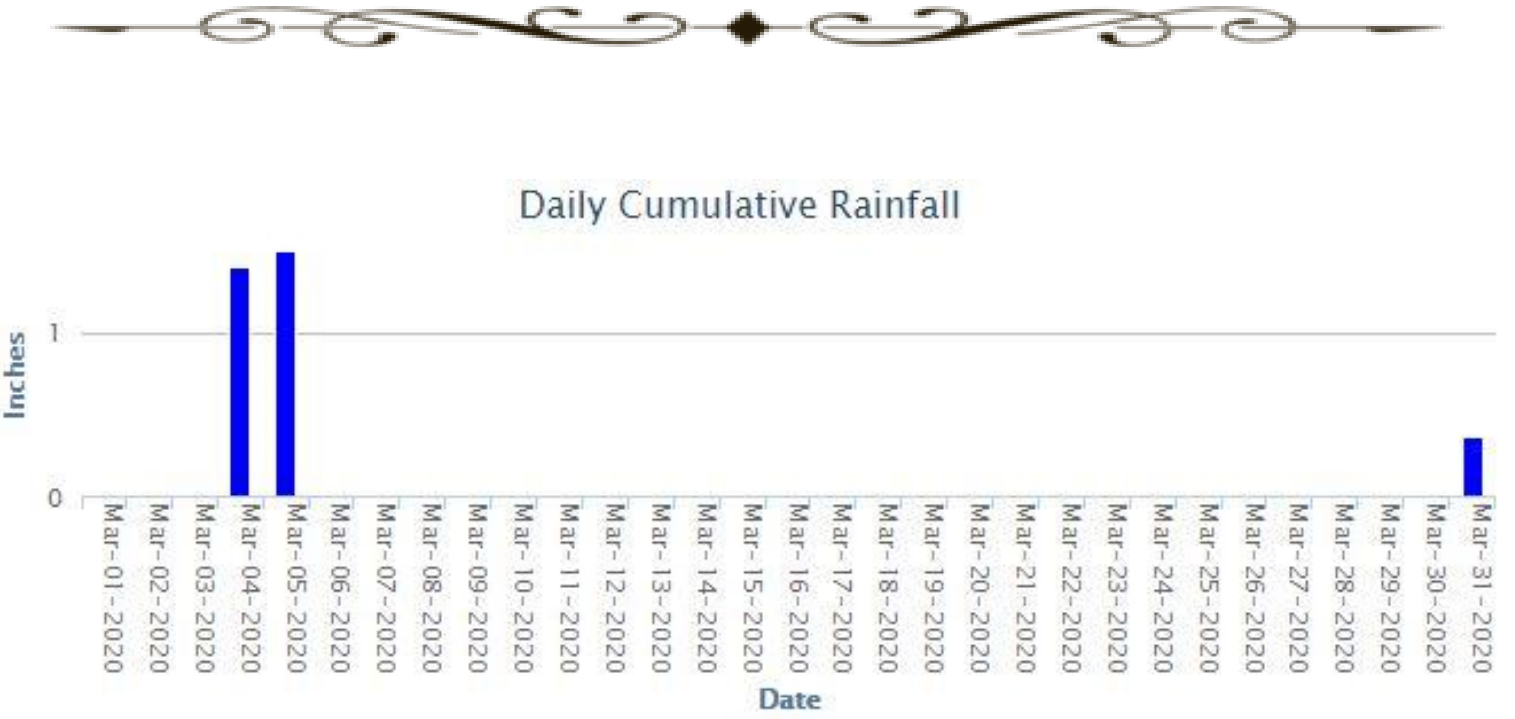 Daily Cumulative Rainfall
Inches
1
0
Mar-01-2020
Mar-02-2020
Mar-03-2020
Mar-04-2020
Mar-05-2020
Mar-06-2020
Mar-07-2020
Mar-08-2020
Mar-09-2020
Mar-10-2020
Mar-11-2020
Mar-12-2020
Mar-13-2020
Mar-14-2020
Mar-15-2020
Mar-16-2020
Mar-17-2020
Mar-18-2020
Mar-19-2020
Mar-20-2020
Mar-21-2020
Mar-22-2020
Mar-23-2020
Mar-24-2020
Mar-25-2020
Mar-26-2020
Mar-27-2020
Mar-28-2020
Mar-29-2020
Mar-30-2020
Mar-31-2020
Date